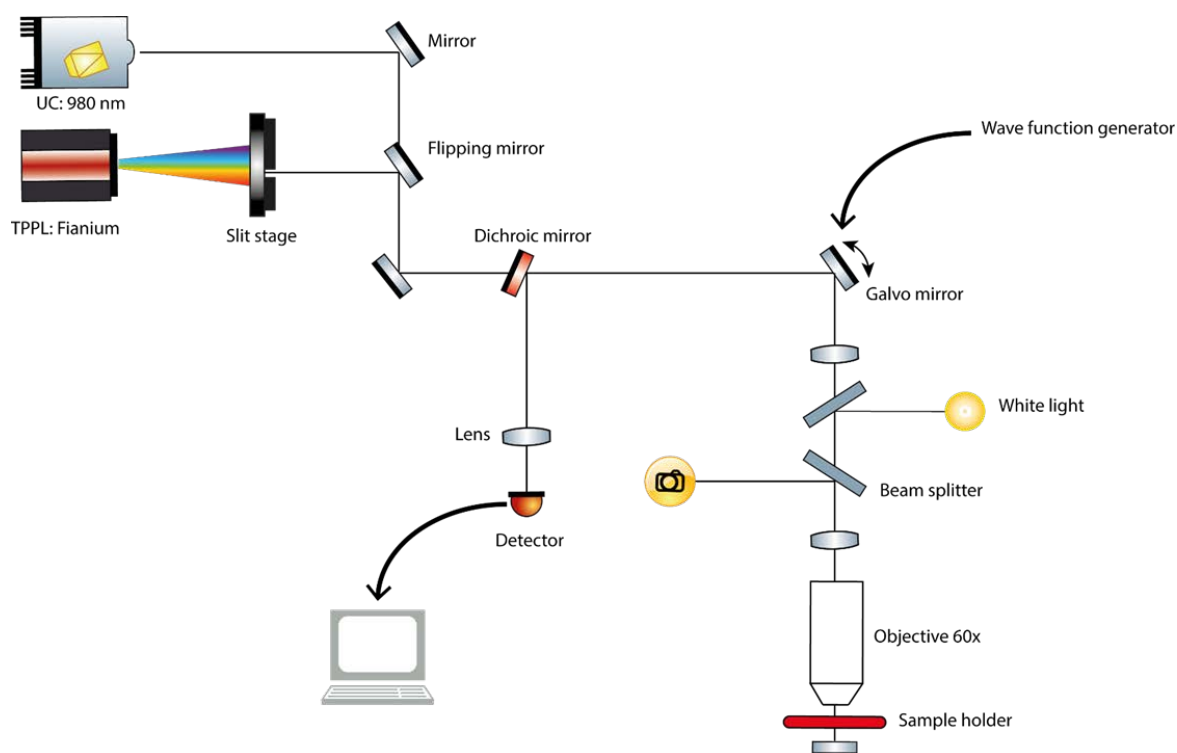 Mirror
UC: 980 nm
Wave function generator
Flipping mirror
TPPL: Fianium
Slit stage
Dichroic mirror
Galvo mirror
White light
Lens
Beam splitter
Detector
Objective 60x
Sample holder